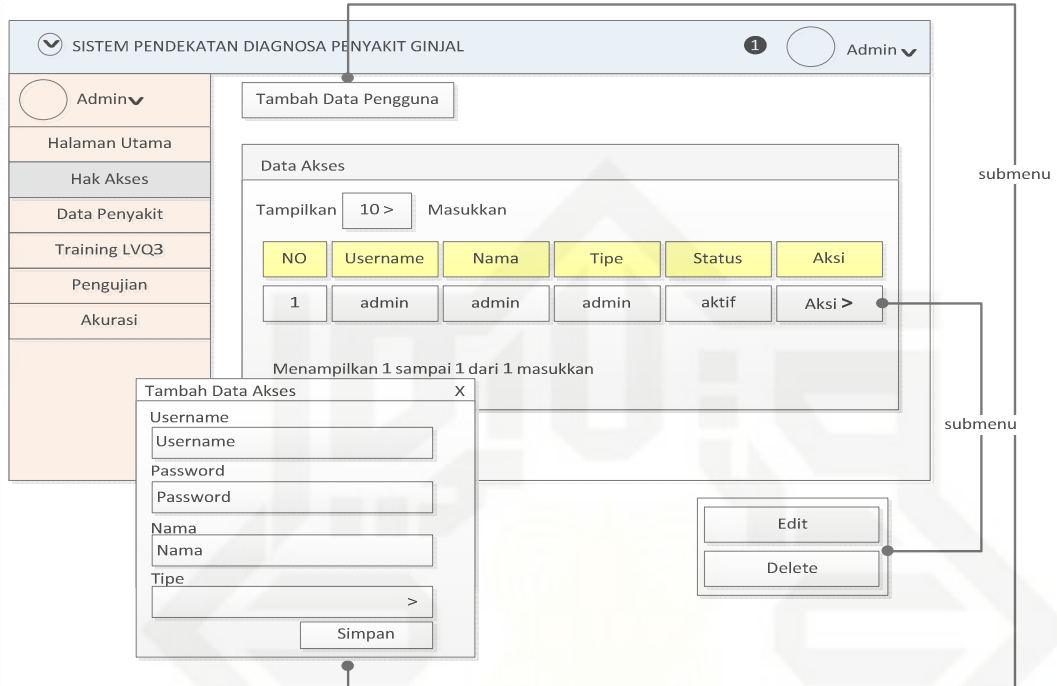 SISTEM PENDEKATAN DIAGNOSA PENYAKIT GINJAL
1
Admin
Admin
Halaman Utama
Hak Akses
Data Penyakit
Training LVQ3
Pengujian
Akurasi
Tambah Data Pengguna
Data Akses
Tampilkan 10 > Masukkan
NO Username Nama Tipe Status Aksi
1 admin admin admin aktif Aksi >
Menampilkan 1 sampai 1 dari 1 masukkan
submenu
submenu
Tambah Data Akses X
Username
Username
Password
Password
Nama
Nama
Tipe
>
Simpan
Edit
Delete